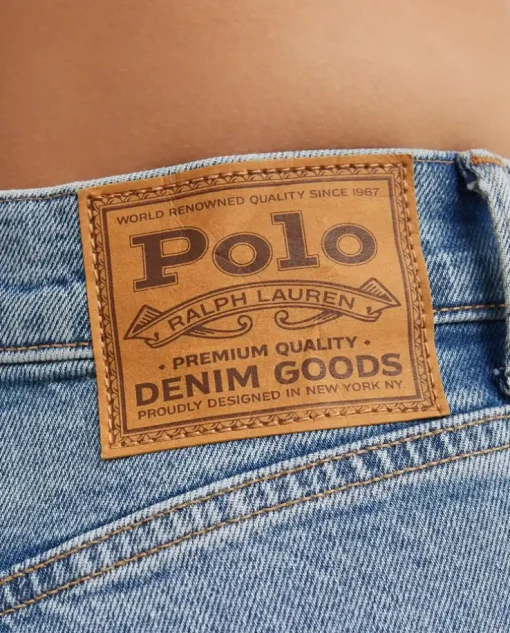 WORLD RENOWNED QUALITY SINCE 1967
Polo
RALPH LAUREN
• PREMIUM QUALITY •
DENIM GOODS
PROUDLY DESIGNED IN NEW YORK NY